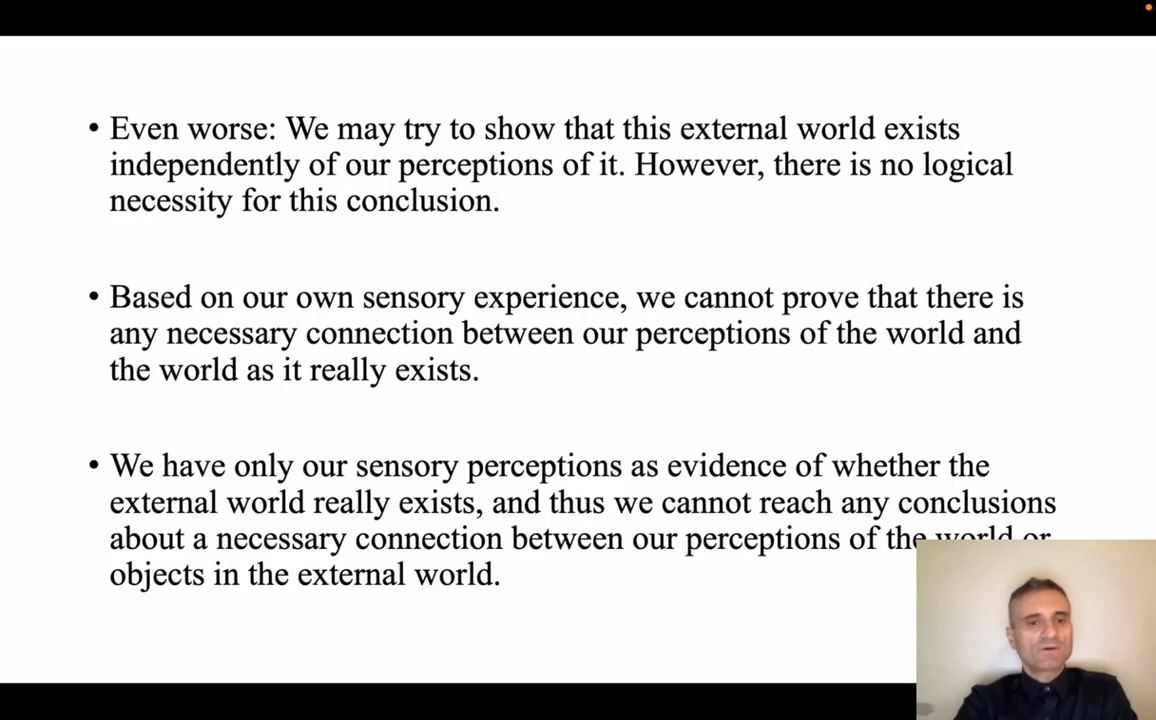 • Even worse: We may try to show that this external world exists
independently of our perceptions of it. However, there is no logical
necessity for this conclusion.
• Based on our own sensory experience, we cannot prove that there is
any necessary connection between our perceptions of the world and
the world as it really exists.
• We have only our sensory perceptions as evidence of whether the
external world really exists, and thus we cannot reach any conclusions
about a necessary connection between our perceptions of the world or
objects in the external world.